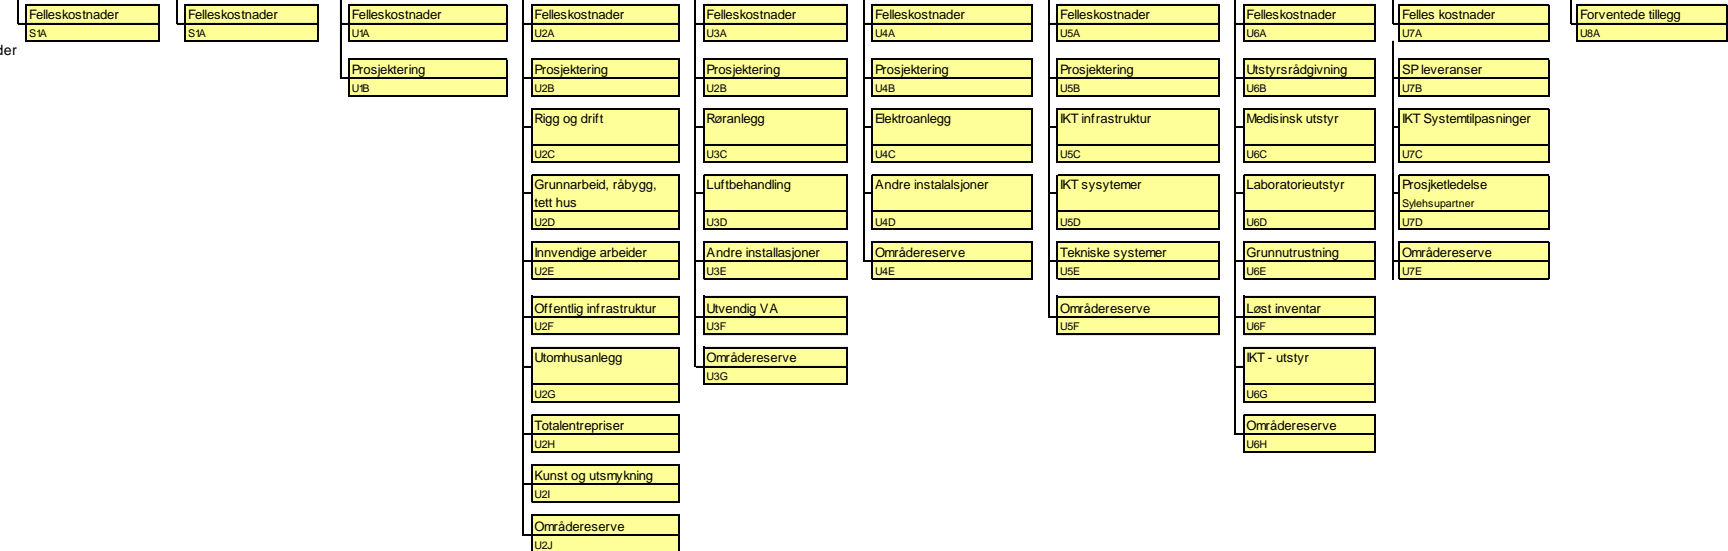 Felleskostnader
S1A
der
Felleskostnader
S1A
Felleskostnader
U1A
Prosjektering
U1B
Felleskostnader
U2A
Prosjektering
U2B
Rigg og drift
U2C
Grunnarbeid, råbygg,
tett hus
U2D
Innvendige arbeider
U2E
Offentlig infrastruktur
U2F
Utomhusanlegg
U2G
Totalentrepriser
U2H
Kunst og utsmykning
U2I
Områdereserve
U2J
Felleskostnader
U3A
Prosjektering
U2B
Røranlegg
U3C
Luftbehandling
U3D
Andre installasjoner
U3E
Utvendig VA
U3F
Områdereserve
U3G
Felleskostnader
U4A
Prosjektering
U4B
Elektroanlegg
U4C
Andre instalalsjoner
U4D
Områdereserve
U4E
Felleskostnader
U5A
Prosjektering
U5B
IKT infrastruktur
U5C
IKT sysytemer
U5D
Tekniske systemer
U5E
Områdereserve
U5F
Felleskostnader
U6A
Utstyrsrådgivning
U6B
Medisinsk utstyr
U6C
Laboratorieutstyr
U6D
Grunnutrustning
U6E
Løst inventar
U6F
IKT - utstyr
U6G
Områdereserve
U6H
Felles kostnader
U7A
SP leveranser
U7B
IKT Systemtilpasninger
U7C
Prosjketledelse
Sylehsupartner
U7D
Områdereserve
U7E
Forventede tillegg
U8A